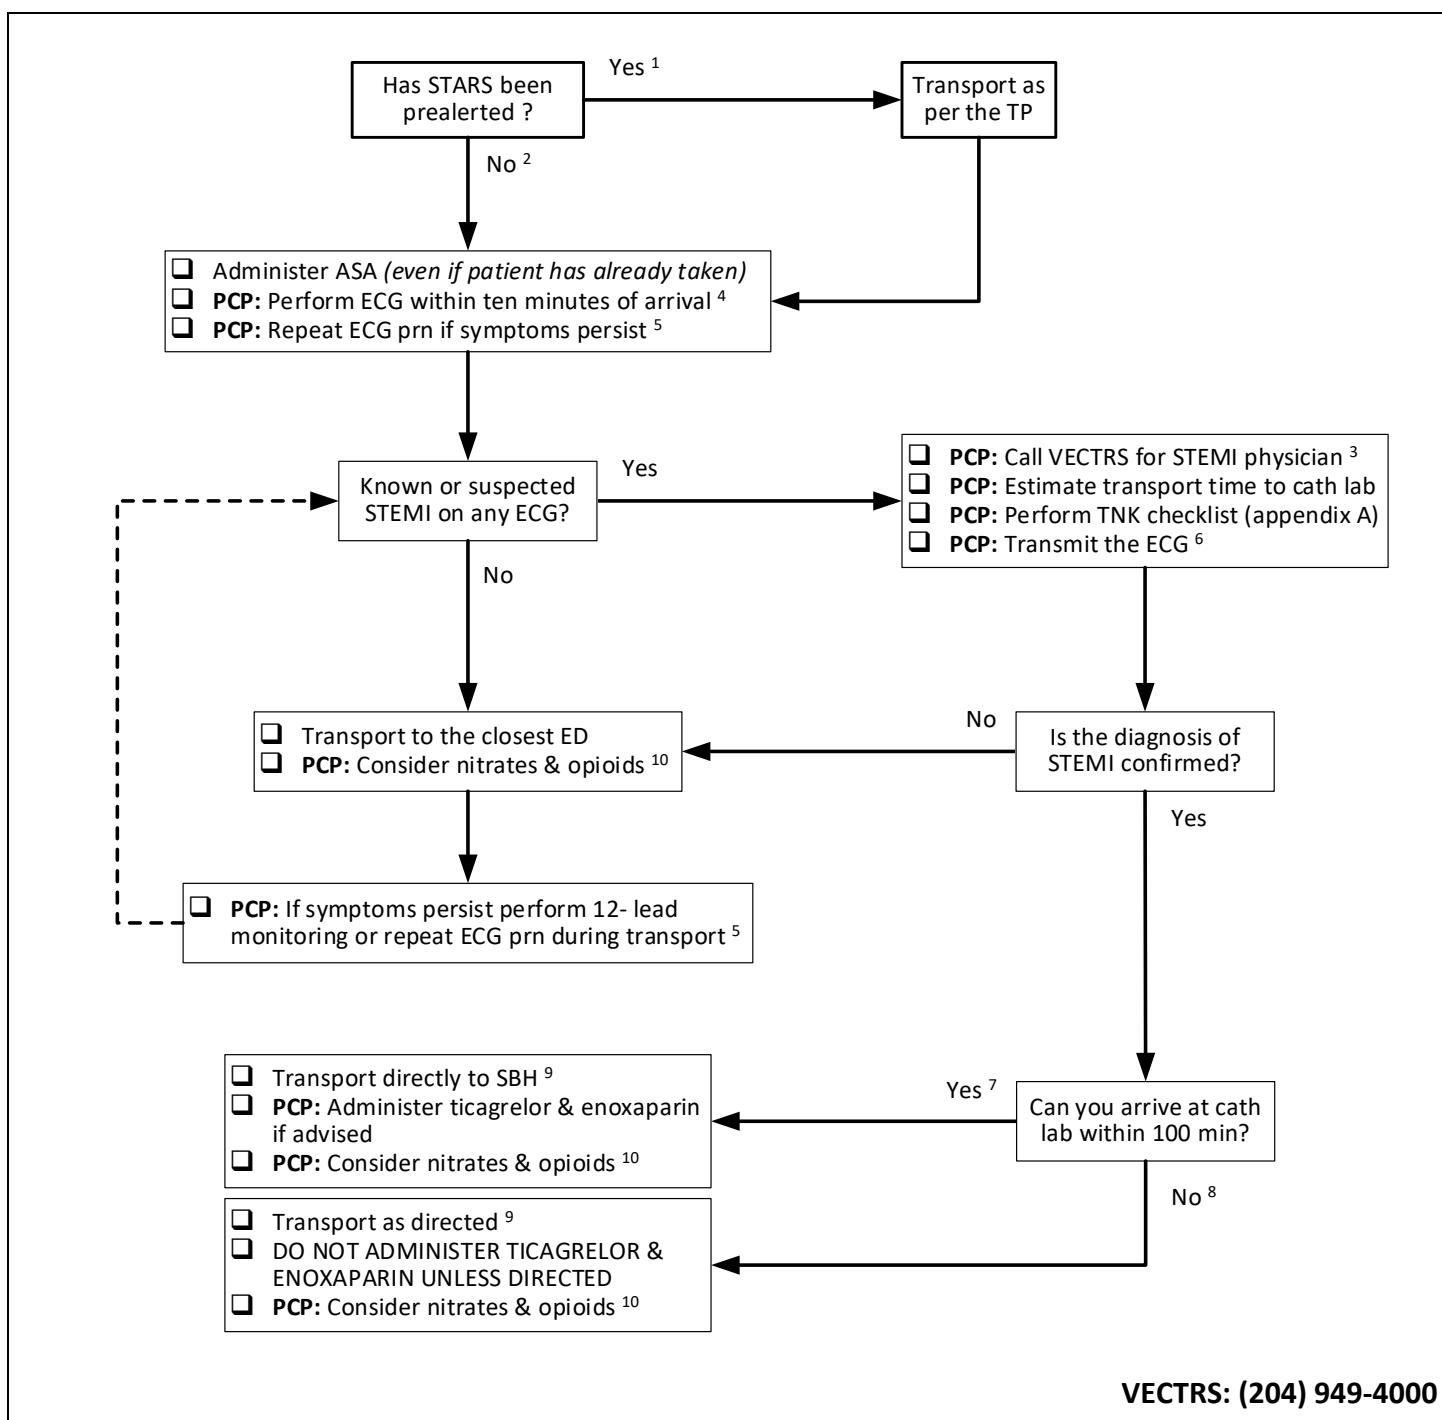 Has STARS been
prealerted ?
Yes 1
Transport as
per the TP
No 2
❑ Administer ASA (even if patient has already taken)
❑ PCP: Perform ECG within ten minutes of arrival 4
❑ PCP: Repeat ECG prn if symptoms persist 5
Known or suspected
STEMI on any ECG?
Yes
❑ PCP: Call VECTRS for STEMI physician 3
❑ PCP: Estimate transport time to cath lab
❑ PCP: Perform TNK checklist (appendix A)
❑ PCP: Transmit the ECG 6
No
❑ Transport to the closest ED
❑ PCP: Consider nitrates & opioids 10
No
Is the diagnosis of
STEMI confirmed?
Yes
❑ PCP: If symptoms persist perform 12- lead
monitoring or repeat ECG prn during transport 5
❑ Transport directly to SBH 9
❑ PCP: Administer ticagrelor & enoxaparin
if advised
❑ PCP: Consider nitrates & opioids 10
Yes 7
Can you arrive at cath
lab within 100 min?
No 8
❑ Transport as directed 9
❑ DO NOT ADMINISTER TICAGRELOR &
ENOXAPARIN UNLESS DIRECTED
❑ PCP: Consider nitrates & opioids 10
VECTRS: (204) 949-4000